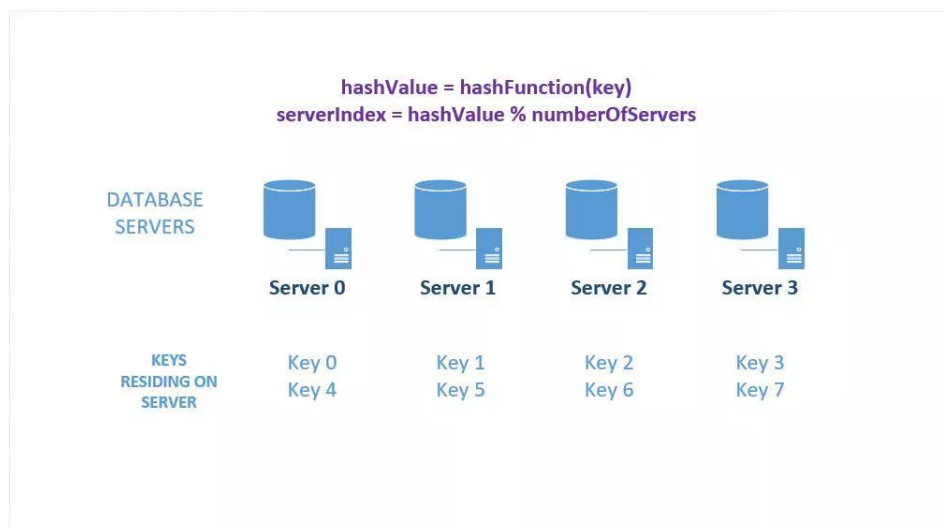 hashValue = hashFunction(key)
serverIndex = hashValue % numberOfServers
DATABASE
SERVERS
Server 0 Server 1 Server 2 Server 3
KEYS
RESIDING ON
SERVER
Key 0 Key 1 Key 2 Key 3
Key 4 Key 5 Key 6 Key 7